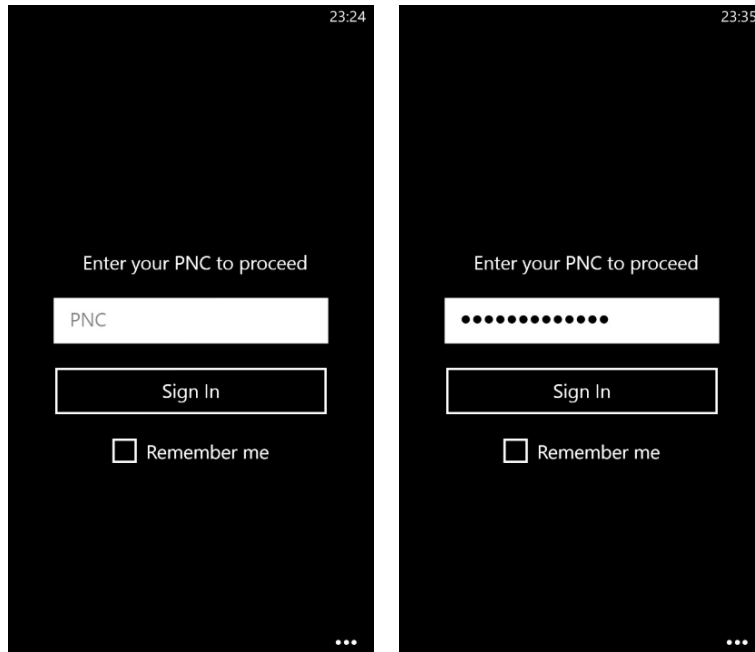 23:24
Enter your PNC to proceed
PNC
Sign In
Remember me
23:35
Enter your PNC to proceed
•••••••••••••
Sign In
Remember me